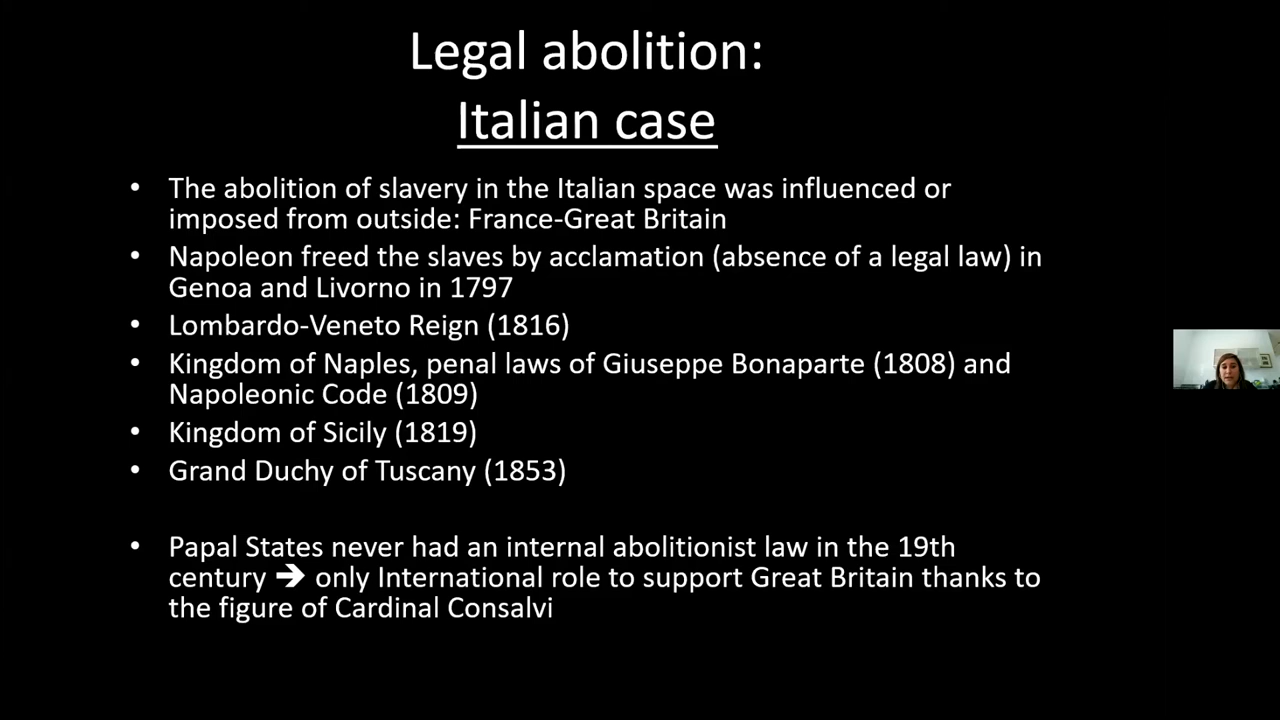 Legal abolition:
Italian case
• The abolition of slavery in the Italian space was influenced or
imposed from outside: France-Great Britain
• Napoleon freed the slaves by acclamation (absence of a legal law) in
Genoa and Livorno in 1797
• Lombardo-Veneto Reign (1816)
• Kingdom of Naples, penal laws of Giuseppe Bonaparte (1808) and
Napoleonic Code (1809)
• Kingdom of Sicily (1819)
• Grand Duchy of Tuscany (1853)
• Papal States never had an internal abolitionist law in the 19th
century ➔ only International role to support Great Britain thanks to
the figure of Cardinal Consalvi